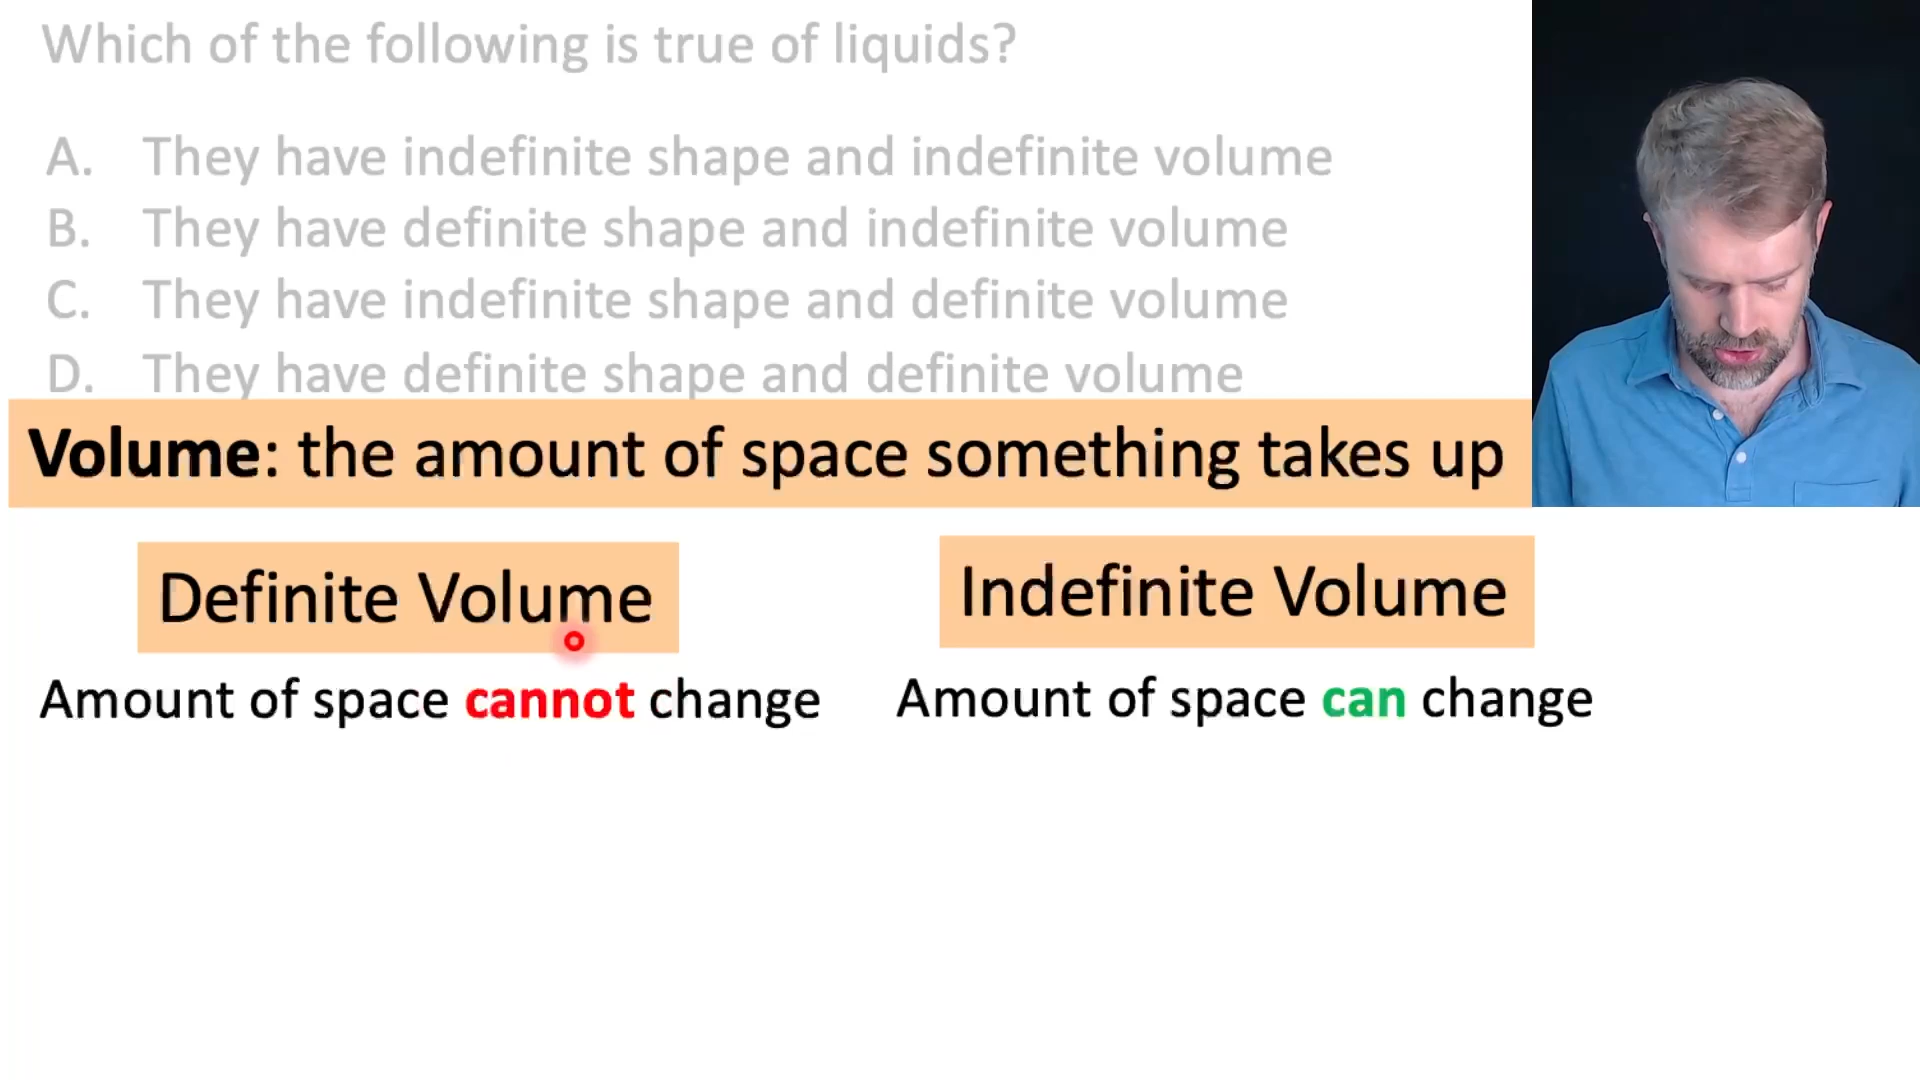 Which of the following is true of liquids?
A. They have indefinite shape and indefinite volume
B. They have definite shape and indefinite volume
C. They have indefinite shape and definite volume
D. They have definite shape and definite volume
Volume: the amount of space something takes up
Definite Volume
Indefinite Volume
Amount of space cannot change
Amount of space can change